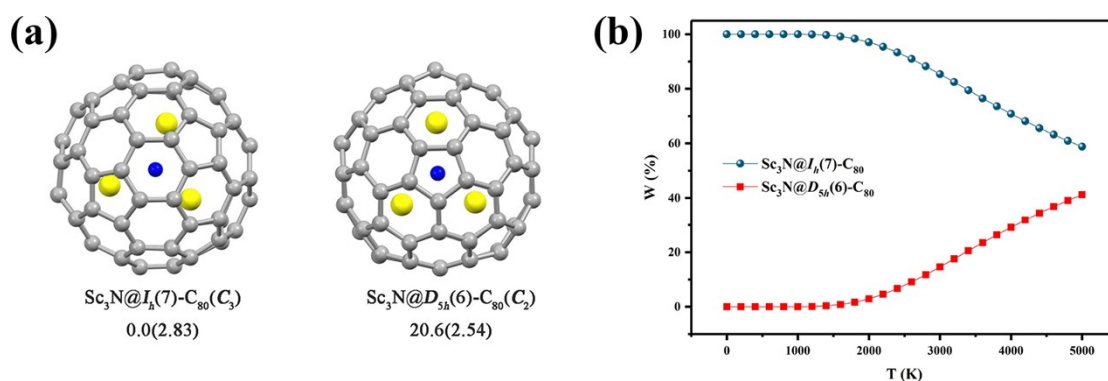 (a)
Sc₃N@Iₕ(7)-C₈₀(C₃)
0.0(2.83)
Sc₃N@D₅ₕ(6)-C₈₀(C₂)
20.6(2.54)
(b)
W (%)
100
80
60
40
20
0
Sc₃N@Iₕ(7)-C₈₀
Sc₃N@D₅ₕ(6)-C₈₀
0 1000 2000 3000 4000 5000
T (K)